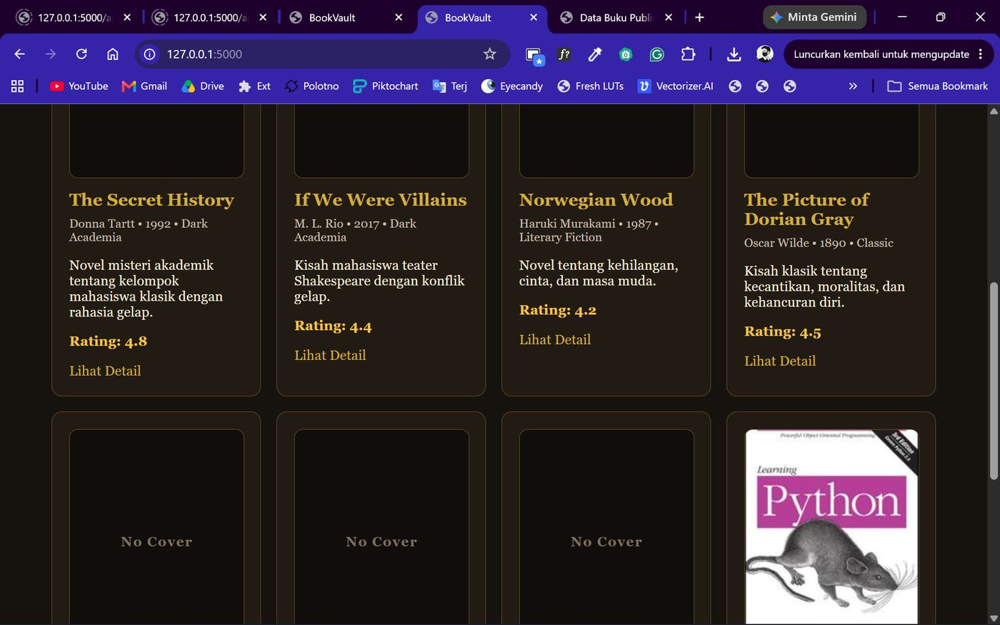 127.0.0.1:5000/a
127.0.0.1:5000/a
BookVault
BookVault
Data Buku Publi
Minta Gemini
127.0.0.1:5000
f?
Luncurkan kembali untuk mengupdate
YouTube
Gmail
Drive
Ext
Polotno
Piktochart
Terj
Eyecandy
Fresh LUTs
Vectorizer.AI
Semua Bookmark
The Secret History
Donna Tartt • 1992 • Dark
Academia
Novel misteri akademik
tentang kelompok
mahasiswa klasik dengan
rahasia gelap.
Rating: 4.8
Lihat Detail
If We Were Villains
M. L. Rio • 2017 • Dark
Academia
Kisah mahasiswa teater
Shakespeare dengan konflik
gelap.
Rating: 4.4
Lihat Detail
Norwegian Wood
Haruki Murakami • 1987 •
Literary Fiction
Novel tentang kehilangan,
cinta, dan masa muda.
Rating: 4.2
Lihat Detail
The Picture of
Dorian Gray
Oscar Wilde • 1890 • Classic
Kisah klasik tentang
kecantikan, moralitas, dan
kehancuran diri.
Rating: 4.5
Lihat Detail
No Cover
No Cover
No Cover
Powerful Object-Oriented Programming
3rd Edition
Covers Python 2.5
Learning
Python